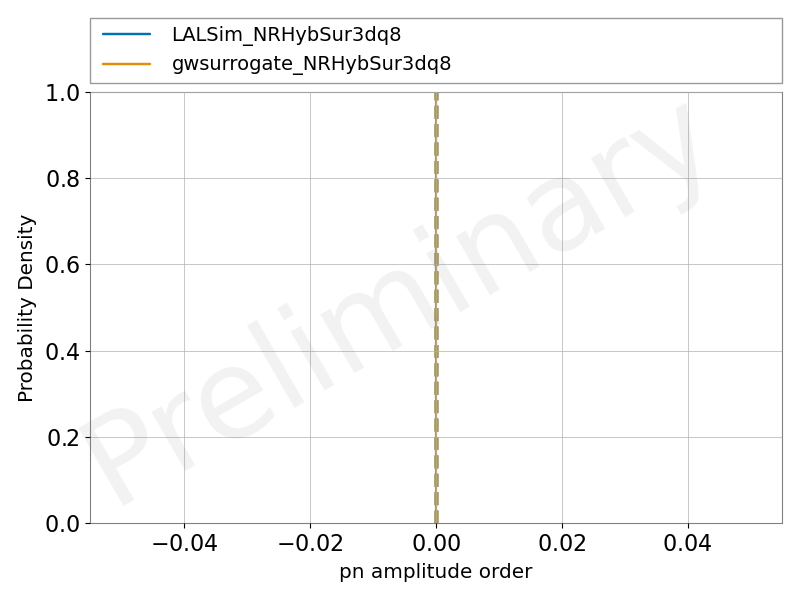 LALSim_NRHybSur3dq8
gwsurrogate_NRHybSur3dq8
1.0
0.8
0.6
0.4
0.2
0.0
Probability Density
Preliminary
−0.04 −0.02 0.00 0.02 0.04
pn amplitude order